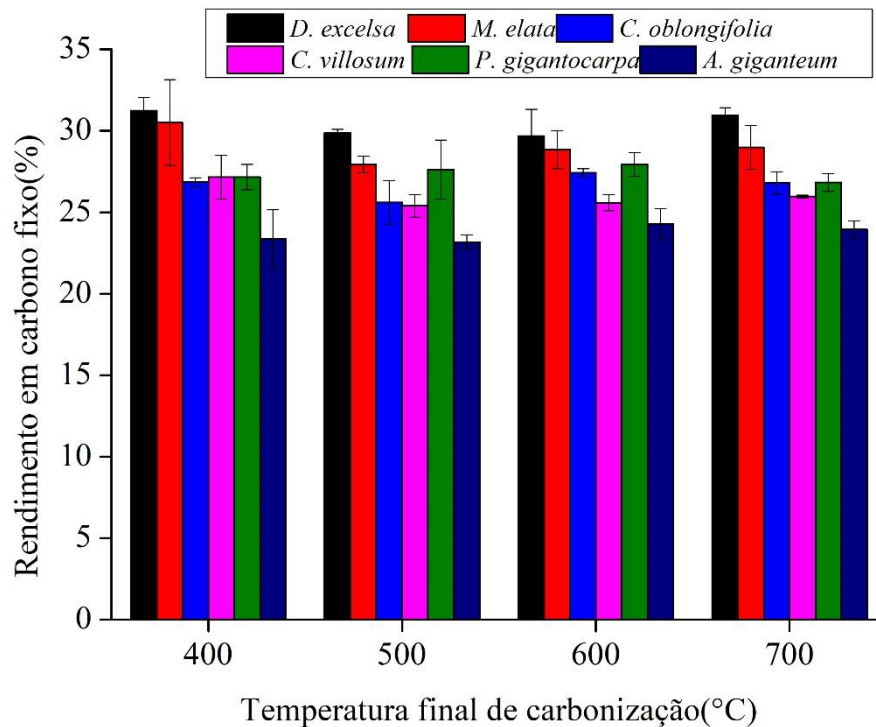 D. excelsa M. elata C. oblongifolia
C. villosum P. gigantocarpa A. giganteum
35
30
25
20
15
10
5
0
Rendimento em carbono fixo(%)
400 500 600 700
Temperatura final de carbonização(°C)